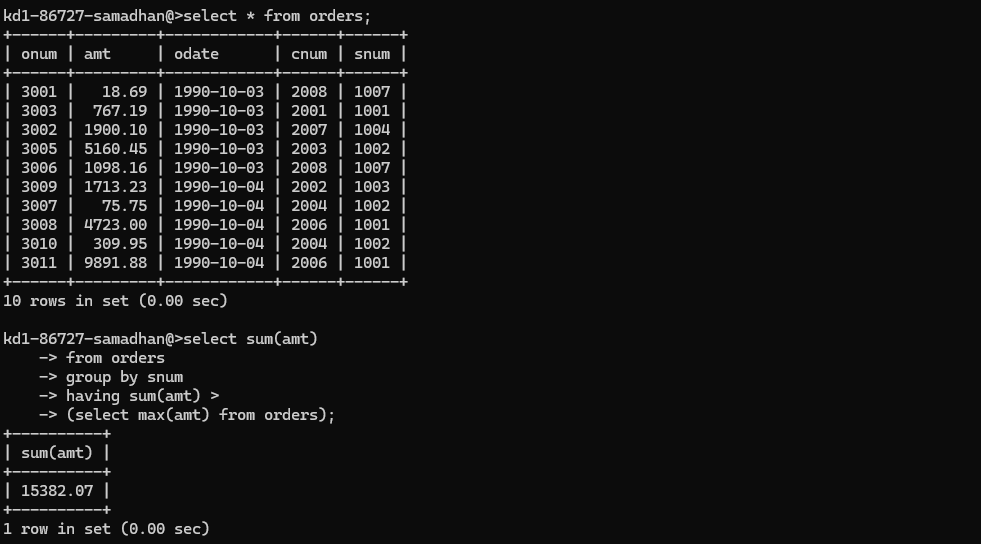 kd1-86727-samadhan@>select * from orders;
+------+---------+------------+------+------+
| onum | amt     | odate      | cnum | snum |
+------+---------+------------+------+------+
| 3001 |   18.69 | 1990-10-03 | 2008 | 1007 |
| 3003 |  767.19 | 1990-10-03 | 2001 | 1001 |
| 3002 | 1900.10 | 1990-10-03 | 2007 | 1004 |
| 3005 | 5160.45 | 1990-10-03 | 2003 | 1002 |
| 3006 | 1098.16 | 1990-10-03 | 2008 | 1007 |
| 3009 | 1713.23 | 1990-10-04 | 2002 | 1003 |
| 3007 |   75.75 | 1990-10-04 | 2004 | 1002 |
| 3008 | 4723.00 | 1990-10-04 | 2006 | 1001 |
| 3010 |  309.95 | 1990-10-04 | 2004 | 1002 |
| 3011 | 9891.88 | 1990-10-04 | 2006 | 1001 |
+------+---------+------------+------+------+
10 rows in set (0.00 sec)

kd1-86727-samadhan@>select sum(amt)
    -> from orders
    -> group by snum
    -> having sum(amt) >
    -> (select max(amt) from orders);
+----------+
| sum(amt) |
+----------+
| 15382.07 |
+----------+
1 row in set (0.00 sec)